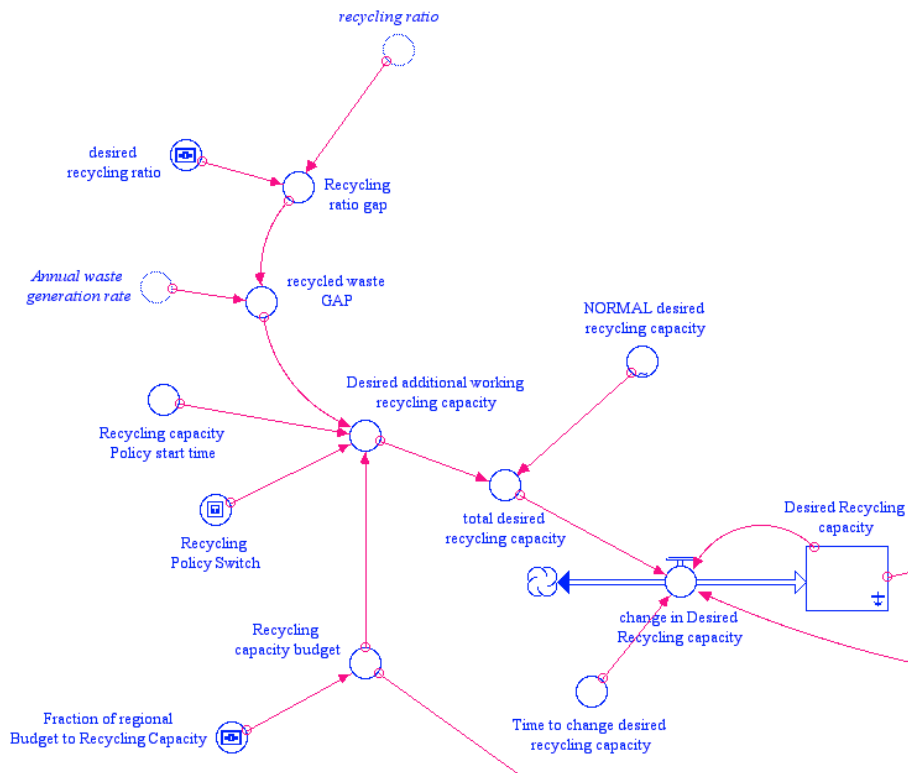 recycling ratio
desired
recycling ratio
Recycling
ratio gap
Annual waste
generation rate
recycled waste
GAP
NORMAL desired
recycling capacity
Desired additional working
recycling capacity
Recycling capacity
Policy start time
Recycling
Policy Switch
total desired
recycling capacity
Desired Recycling
capacity
change in Desired
Recycling capacity
Recycling
capacity budget
Fraction of regional
Budget to Recycling Capacity
Time to change desired
recycling capacity